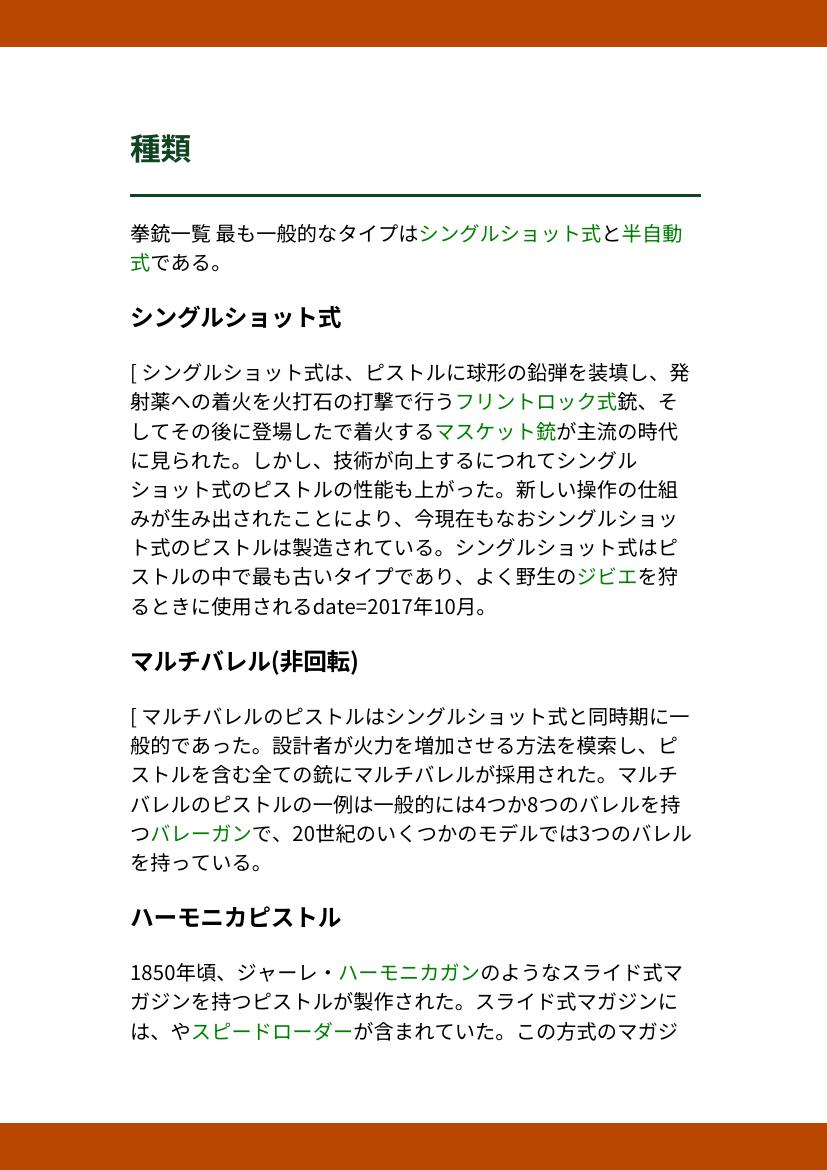 種類
拳銃一覧 最も一般的なタイプはシングルショット式と半自動
式である。
シングルショット式
[ シングルショット式は、ピストルに球形の鉛弾を装填し、発
射薬への着火を火打石の打撃で行うフリントロック式銃、そ
してその後に登場したで着火するマスケット銃が主流の時代
に見られた。しかし、技術が向上するにつれてシングル
ショット式のピストルの性能も上がった。新しい操作の仕組
みが生み出されたことにより、今現在もなおシングルショッ
ト式のピストルは製造されている。シングルショット式はピ
ストルの中で最も古いタイプであり、よく野生のジビエを狩
るときに使用されるdate=2017年10月。
マルチバレル(非回転)
[ マルチバレルのピストルはシングルショット式と同時期に一
般的であった。設計者が火力を増加させる方法を模索し、ピ
ストルを含む全ての銃にマルチバレルが採用された。マルチ
バレルのピストルの一例は一般的には4つか8つのバレルを持
つバレーガンで、20世紀のいくつかのモデルでは3つのバレル
を持っている。
ハーモニカピストル
1850年頃、ジャーレ・ハーモニカガンのようなスライド式マ
ガジンを持つピストルが製作された。スライド式マガジンに
は、やスピードローダーが含まれていた。この方式のマガジ